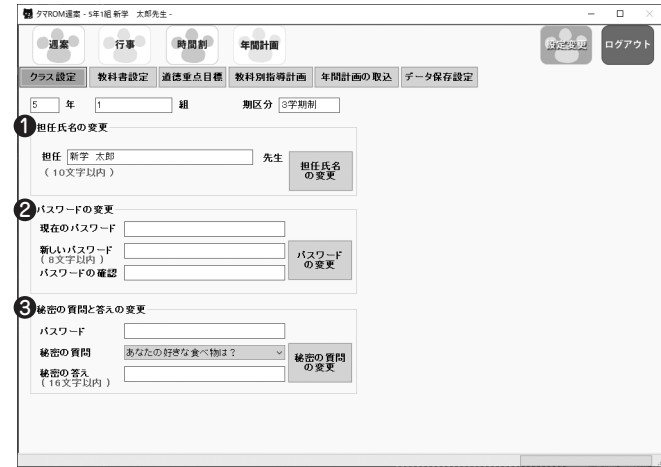 タマROM週案 - 5年1組 新学　太郎先生 -
週案 行事 時間割 年間計画 設定変更 ログアウト
クラス設定 教科書設定 道徳重点目標 教科別指導計画 年間計画の取込 データ保存設定
5 年 1 組 期区分 3学期制
❶ 担任氏名の変更
担任 新学 太郎 先生
(10文字以内)
担任氏名
の変更
❷ パスワードの変更
現在のパスワード
新しいパスワード
(8文字以内)
パスワードの確認
パスワード
の変更
❸ 秘密の質問と答えの変更
パスワード
秘密の質問 あなたの好きな食べ物は？
秘密の答え
(16文字以内)
秘密の質問
の変更